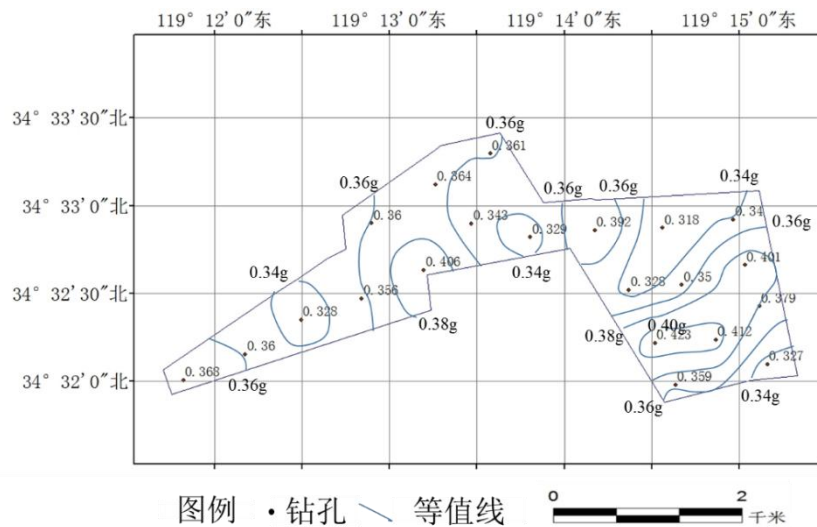 119° 12'0"东 119° 13'0"东 119° 14'0"东 119° 15'0"东
34° 33'30"北
0.36g
0.361
0.36g
0.364
0.36g
0.36g
0.34g
34° 33'0"北
0.36
0.343
0.329
0.392
0.318
0.34
0.36g
0.34g
0.406
0.34g
0.401
34° 32'30"北
0.356
0.328
0.35
0.328
0.379
0.38g
0.38g
0.40g
0.423
0.412
0.36
0.327
34° 32'0"北
0.368
0.36g
0.359
0.36g
0.34g
图例 · 钻孔 等值线
0 2
千米